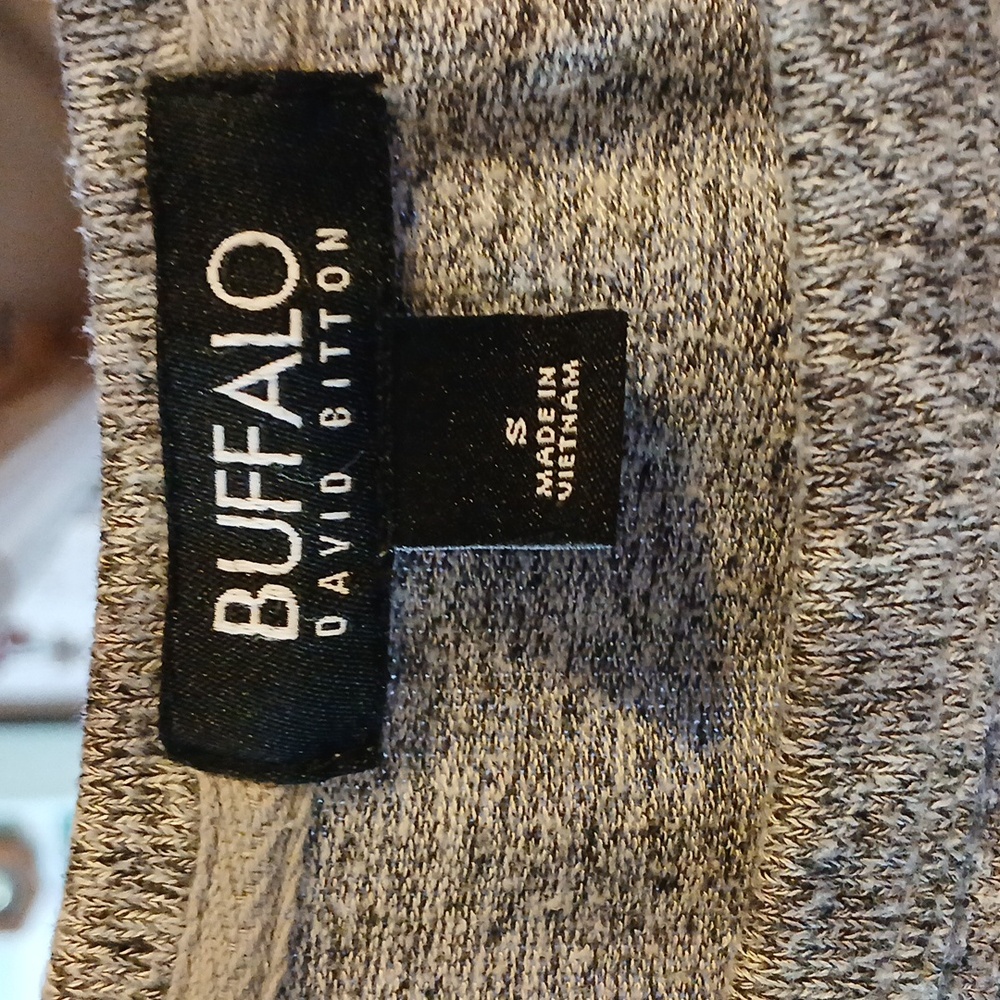 BUFFALO
DAVID BITTON
S
MADE IN
VIETNAM